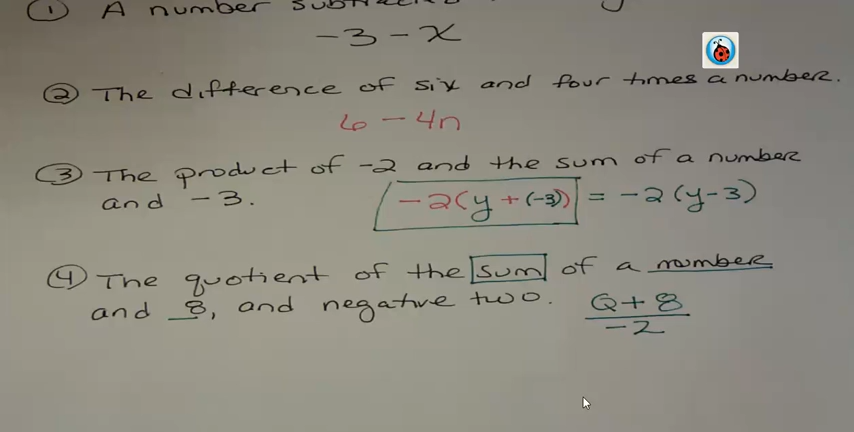 ① A number
-3 - x
② The difference of six and four times a number.
6 - 4n
③ The product of -2 and the sum of a number
and -3. -2(y + (-3)) = -2(y-3)
④ The quotient of the sum of a number
and 8, and negative two. Q + 8
-2